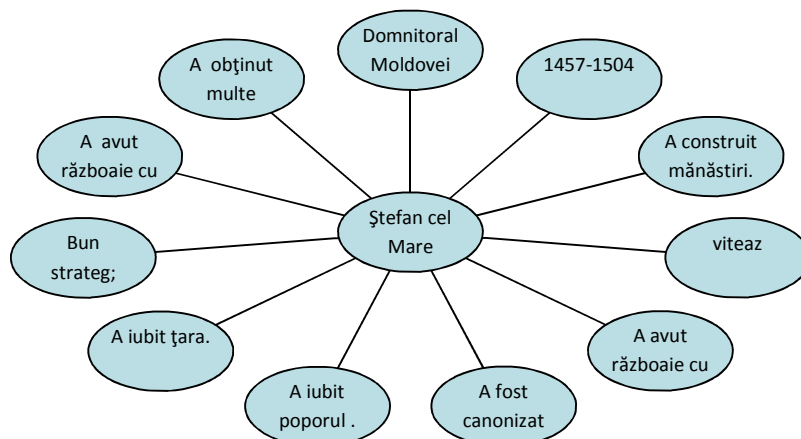 Domnitoral
Moldovei
1457-1504
A construit
mănăstiri.
viteaz
A avut
războaie cu
A fost
canonizat
A iubit
poporul .
A iubit ţara.
Bun
strateg;
A  avut
războaie cu
A  obţinut
multe
Ştefan cel
Mare